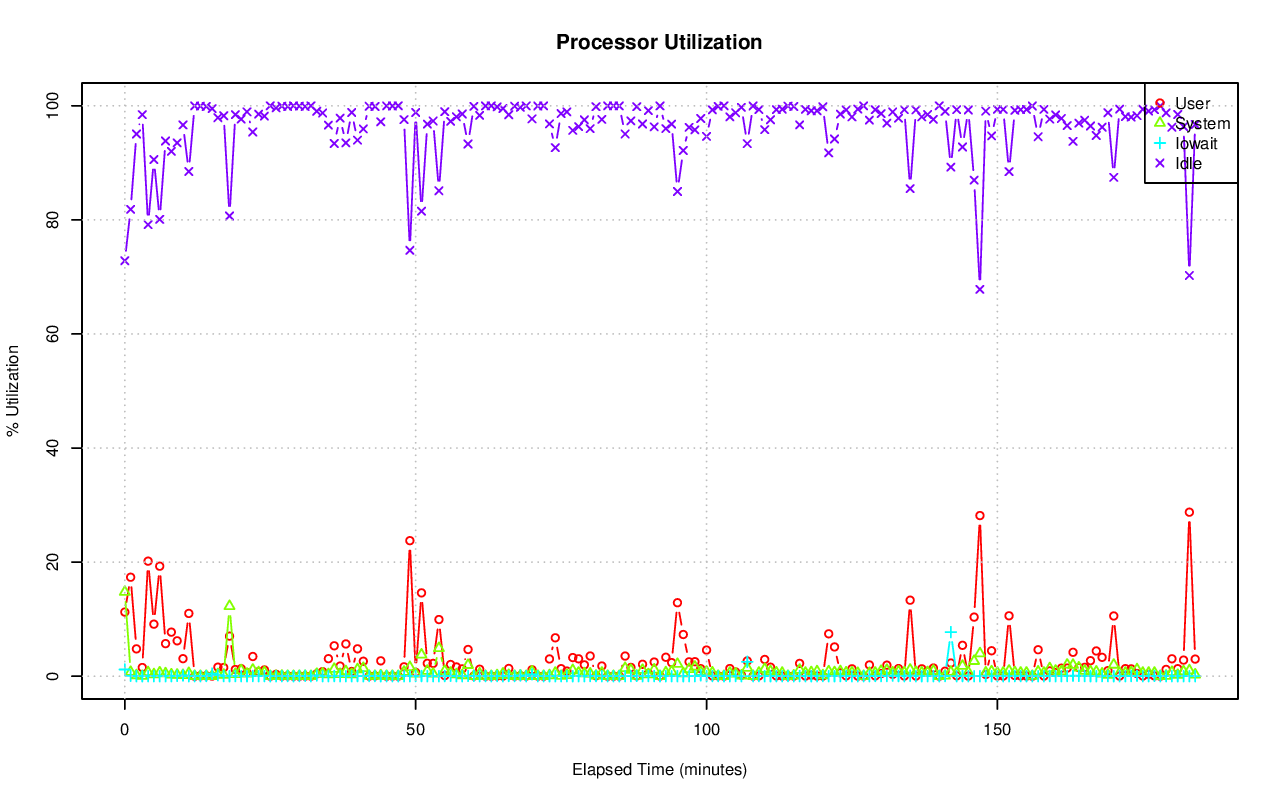 Processor Utilization
100
80
60
40
20
0
% Utilization
User
System
Iowait
Idle
0
50
100
150
Elapsed Time (minutes)